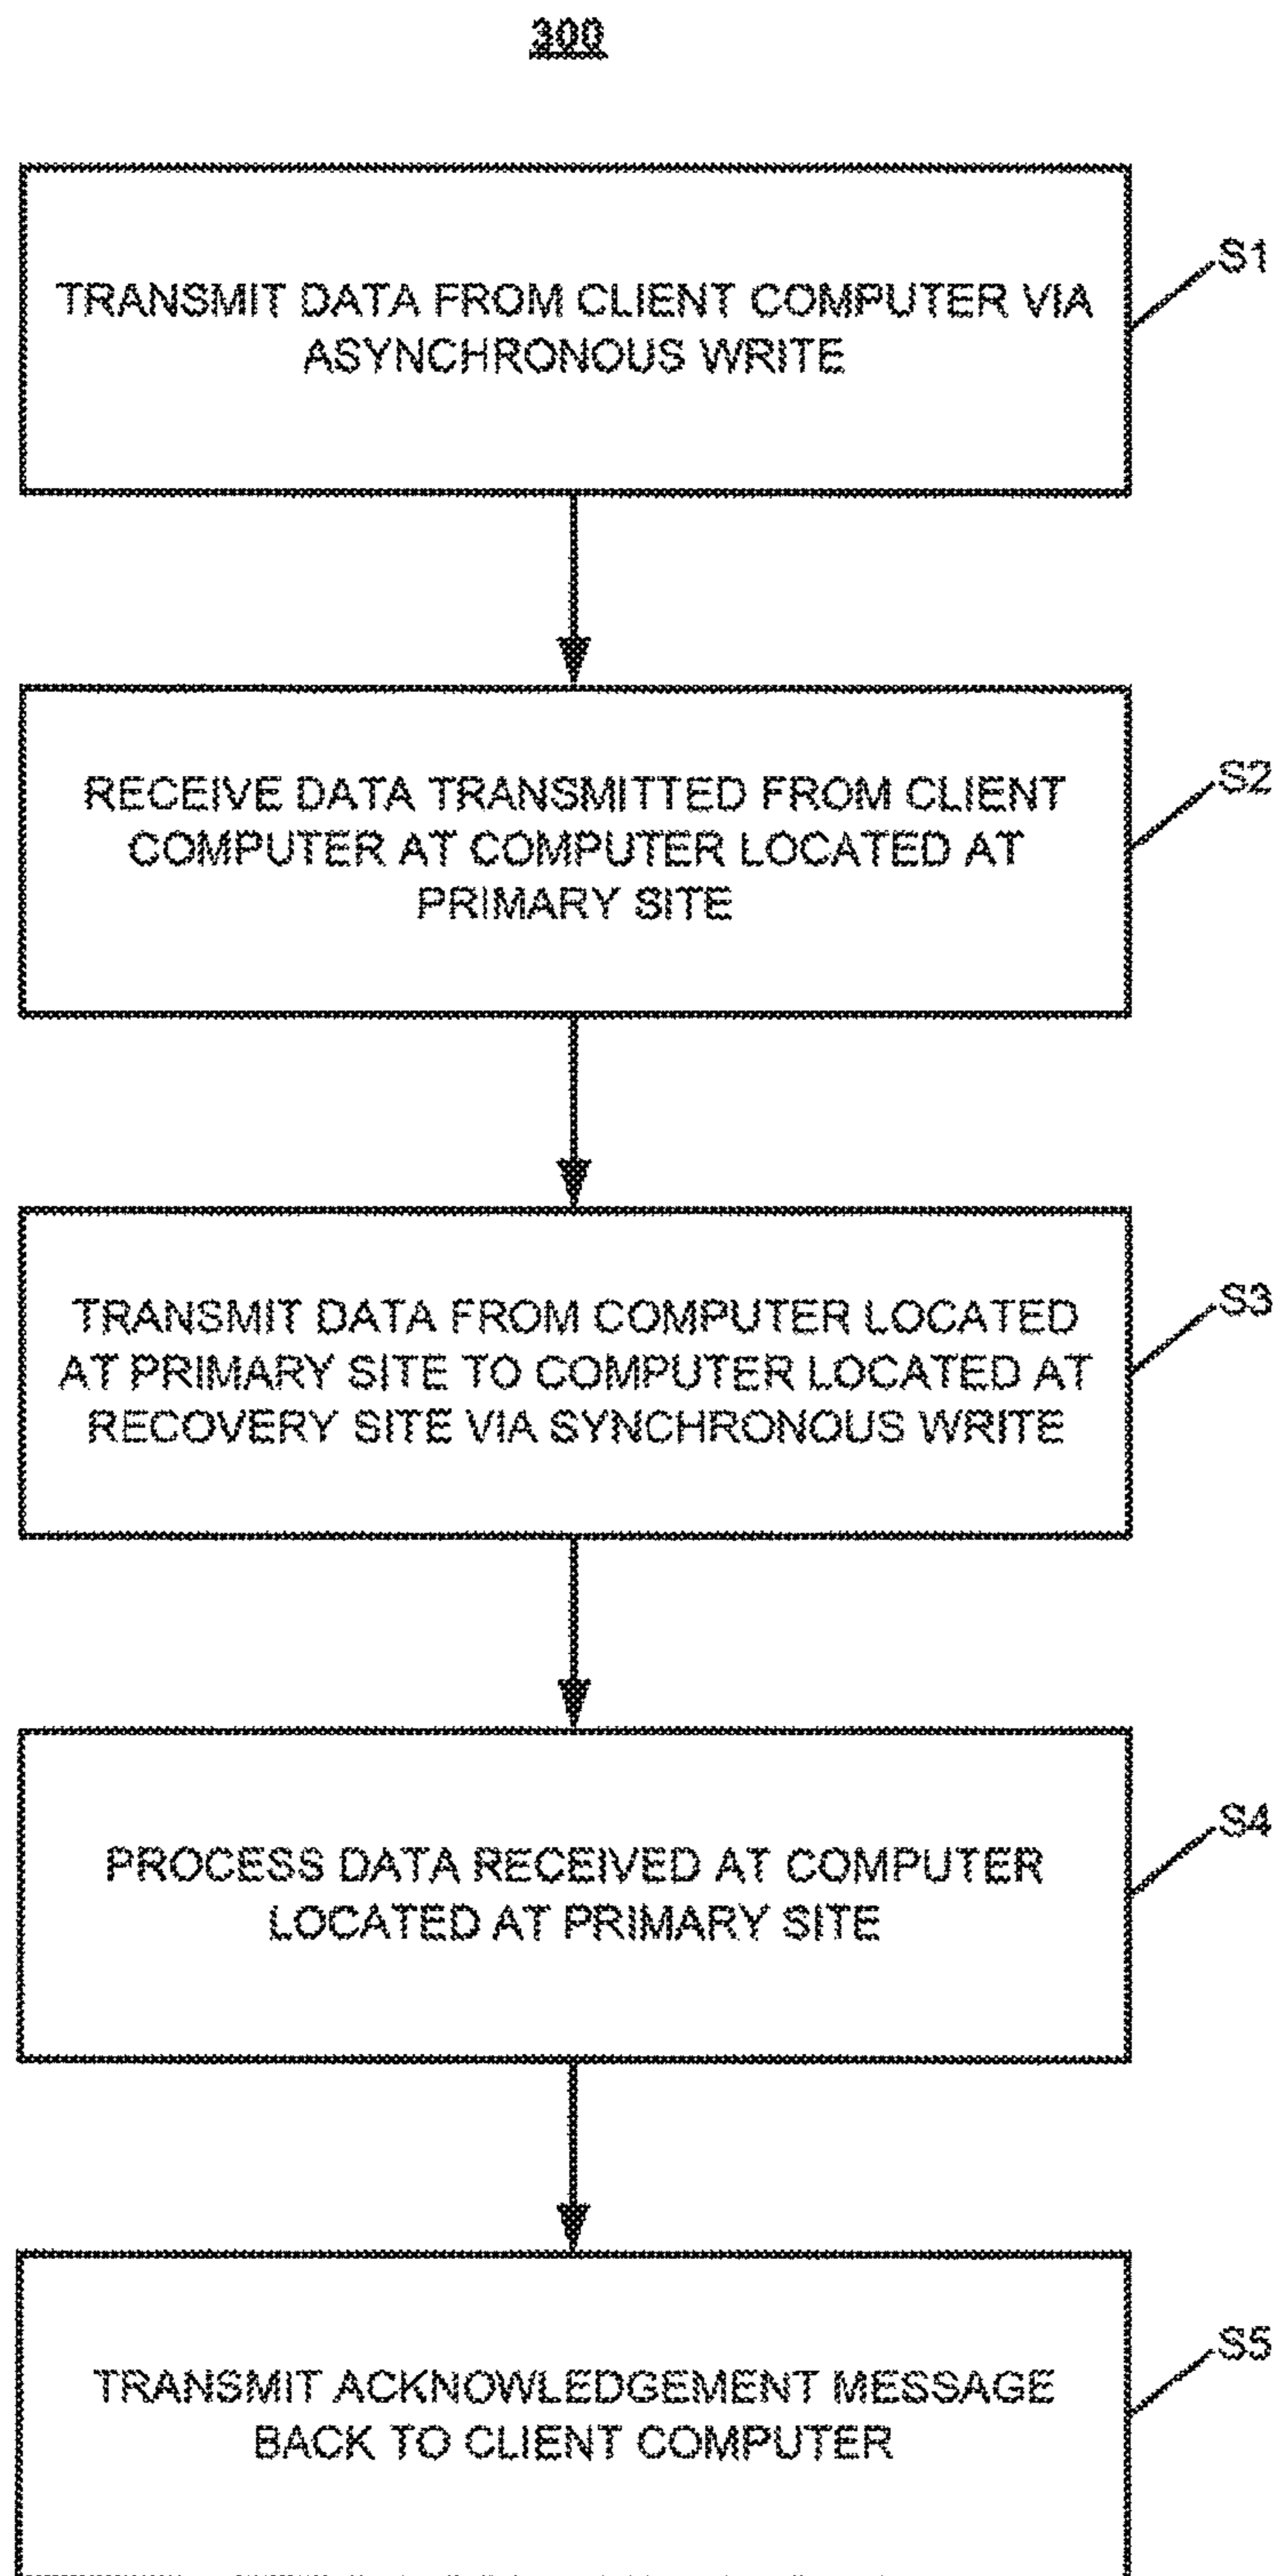 300
TRANSMIT DATA FROM CLIENT COMPUTER VIA
ASYNCHRONOUS WRITE
S1
RECEIVE DATA TRANSMITTED FROM CLIENT
COMPUTER AT COMPUTER LOCATED AT
PRIMARY SITE
S2
TRANSMIT DATA FROM COMPUTER LOCATED
AT PRIMARY SITE TO COMPUTER LOCATED AT
RECOVERY SITE VIA SYNCHRONOUS WRITE
S3
PROCESS DATA RECEIVED AT COMPUTER
LOCATED AT PRIMARY SITE
S4
TRANSMIT ACKNOWLEDGEMENT MESSAGE
BACK TO CLIENT COMPUTER
S5